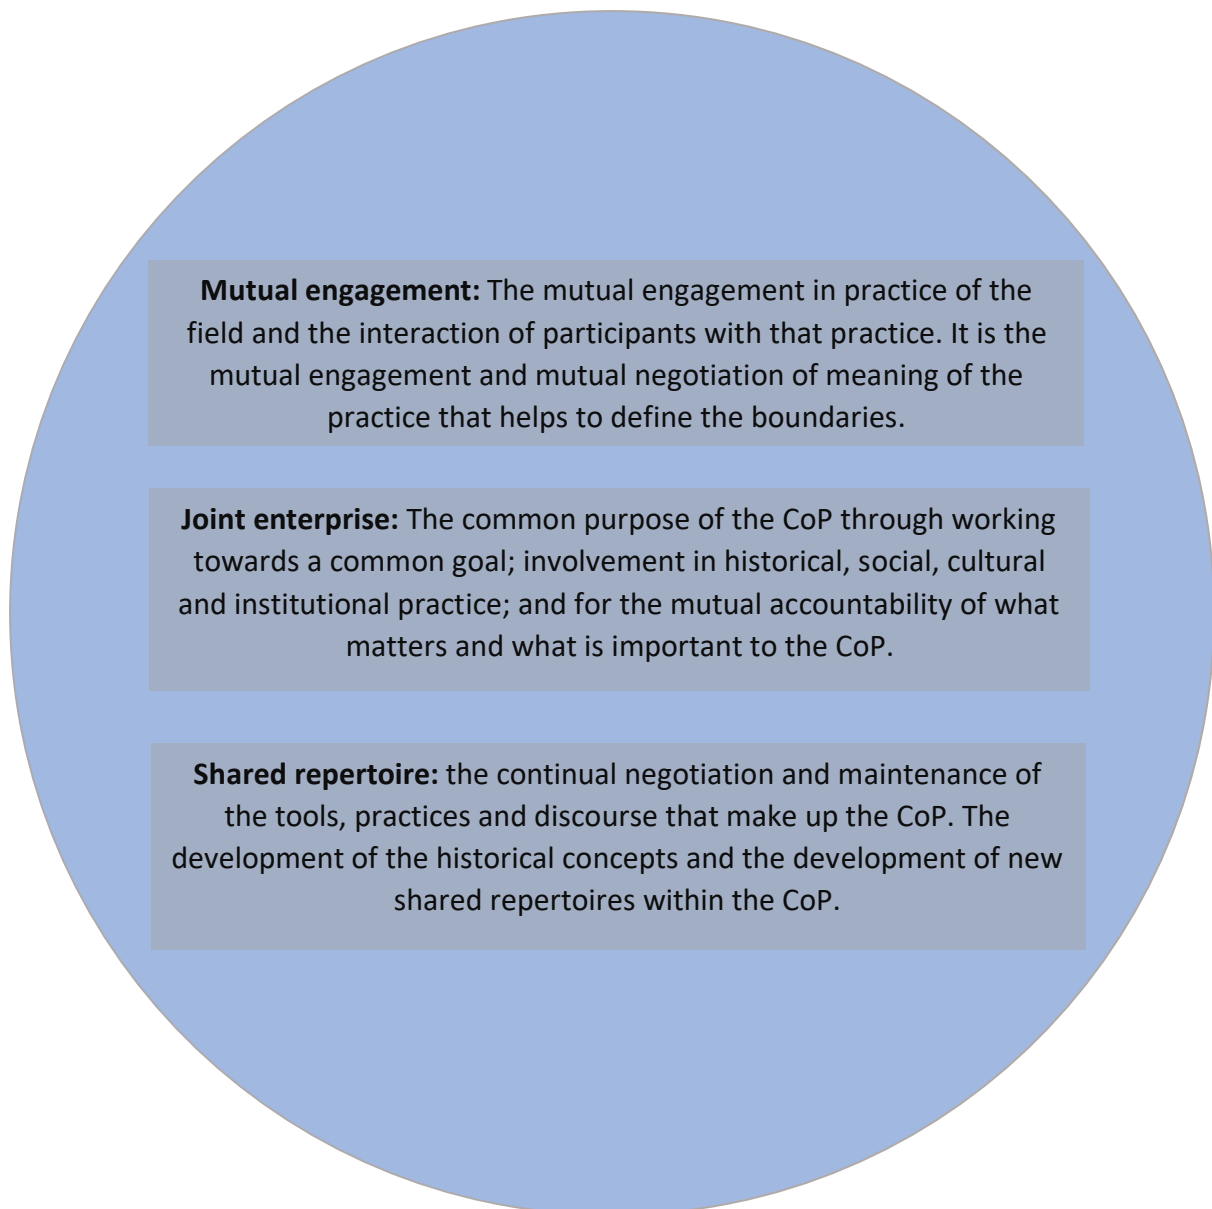 Mutual engagement: The mutual engagement in practice of the
field and the interaction of participants with that practice. It is the
mutual engagement and mutual negotiation of meaning of the
practice that helps to define the boundaries.
Joint enterprise: The common purpose of the CoP through working
towards a common goal; involvement in historical, social, cultural
and institutional practice; and for the mutual accountability of what
matters and what is important to the CoP.
Shared repertoire: the continual negotiation and maintenance of
the tools, practices and discourse that make up the CoP. The
development of the historical concepts and the development of new
shared repertoires within the CoP.